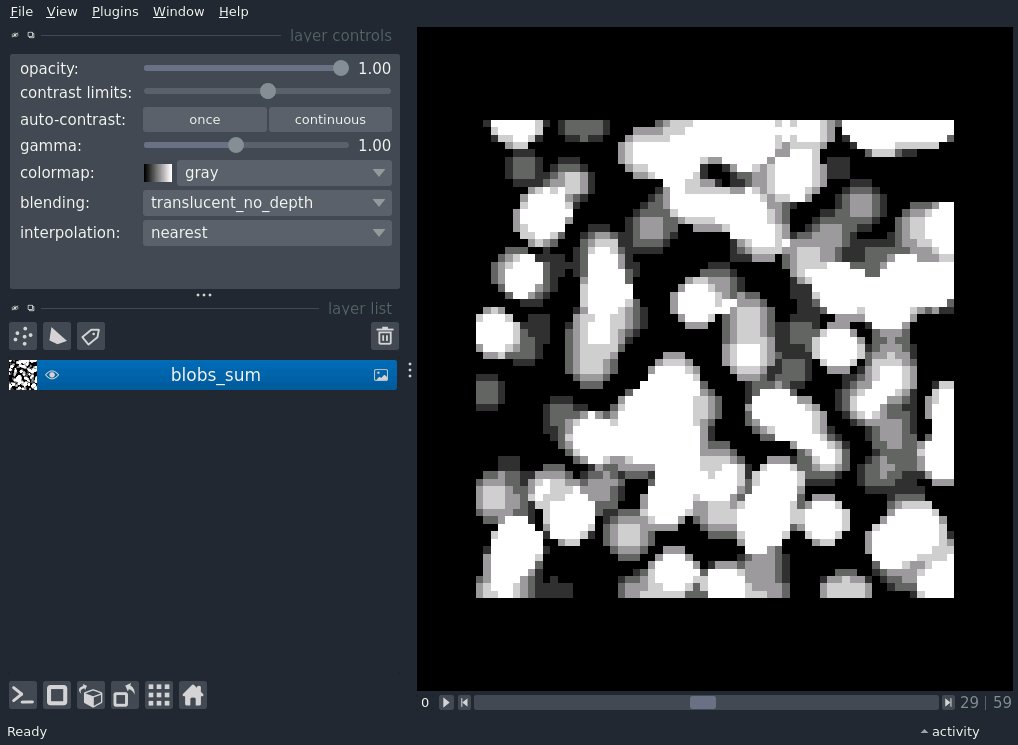 File View Plugins Window Help
layer controls
opacity: 1.00
contrast limits:
auto-contrast: once continuous
gamma: 1.00
colormap: gray
blending: translucent_no_depth
interpolation: nearest
layer list
blobs_sum
0 29 | 59
Ready activity